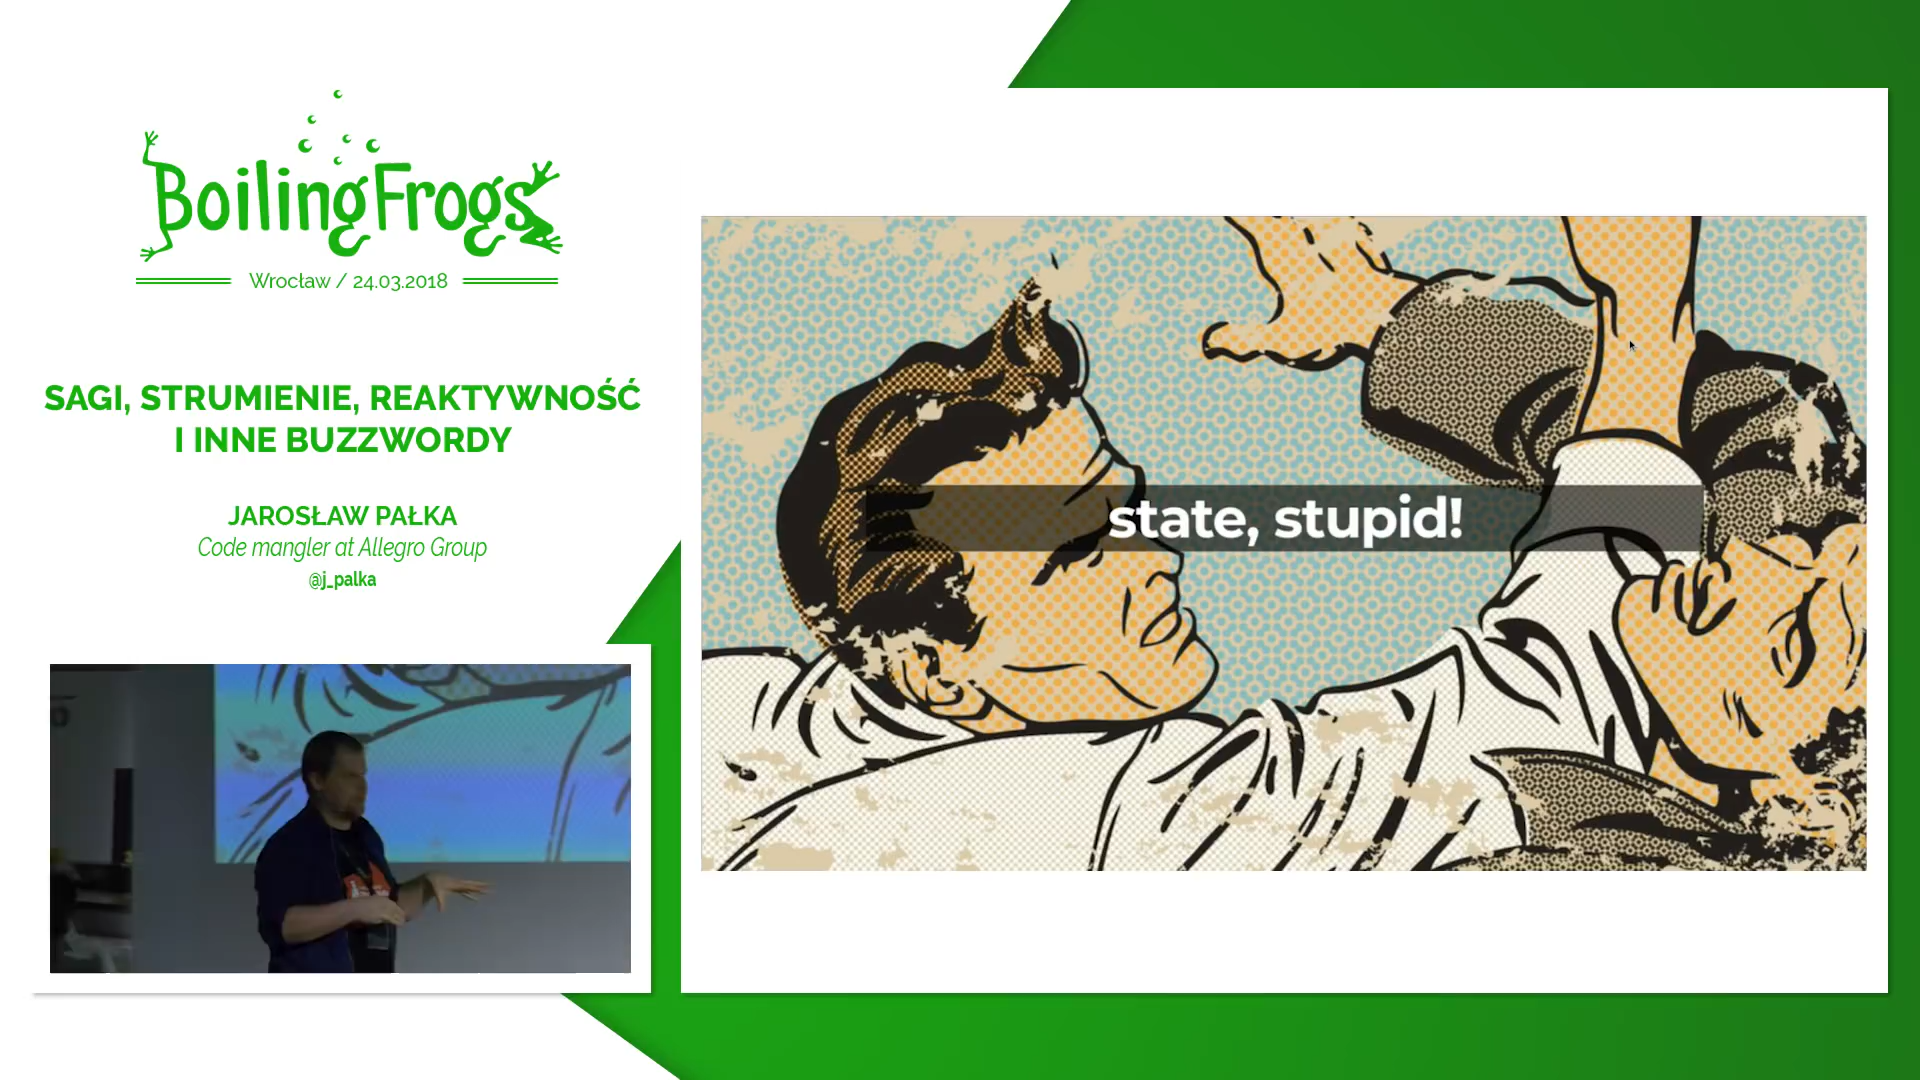 BoilingFrogs
Wrocław / 24.03.2018
SAGI, STRUMIENIE, REAKTYWNOŚĆ
I INNE BUZZWORDY
JAROSŁAW PAŁKA
Code mangler at Allegro Group
@j_palka
state, stupid!